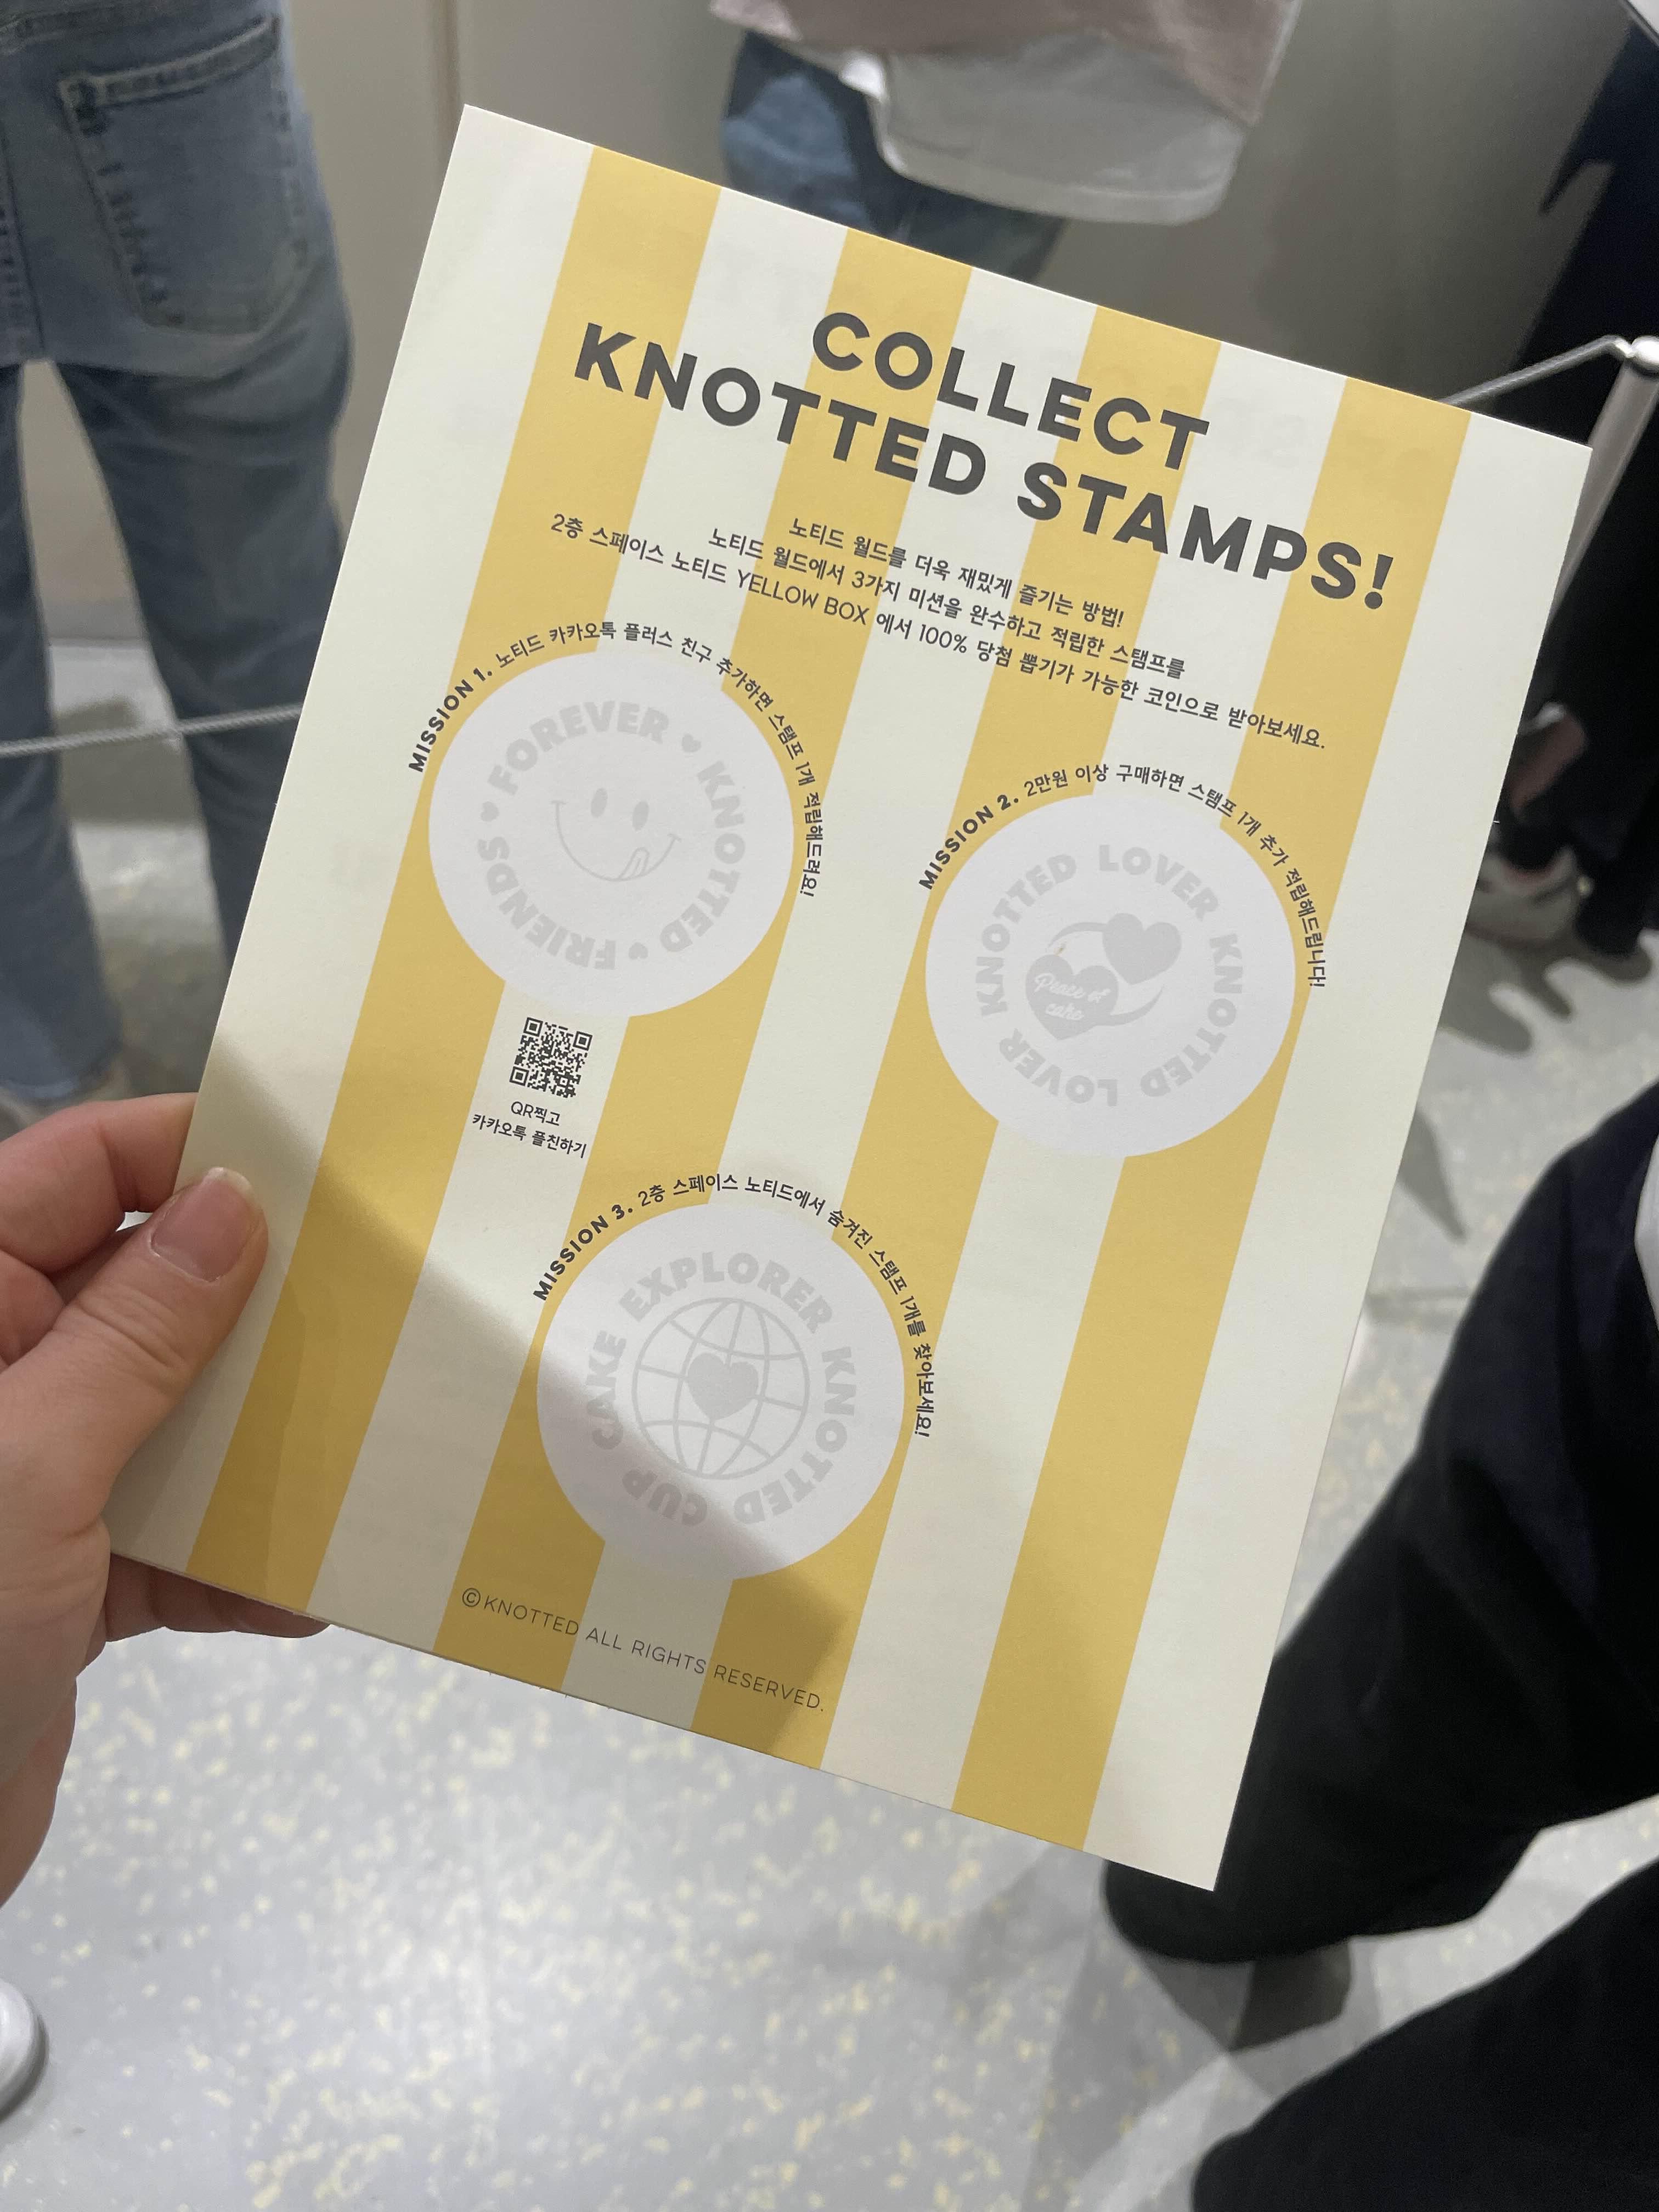 COLLECT
KNOTTED STAMPS!
노티드 월드를 더욱 재밌게 즐기는 방법!
노티드 월드에서 3가지 미션을 완수하고 적립한 스탬프를
2층 스페이스 노티드 YELLOW BOX 에서 100% 당첨 뽑기가 가능한 코인으로 받아보세요.
MISSION 1. 노티드 카카오톡 플러스 친구 추가하면 스탬프 1개 적립해드려요!
FOREVER KNOTTED FRIENDS
QR찍고
카카오톡 플친하기
MISSION 2. 2만원 이상 구매하면 스탬프 1개 추가 적립해드립니다!
KNOTTED LOVER KNOTTED LOVER
Peace of
cake
MISSION 3. 2층 스페이스 노티드에서 숨겨진 스탬프 1개를 찾아보세요!
KNOTTED CUP CAKE EXPLORER
©KNOTTED ALL RIGHTS RESERVED.